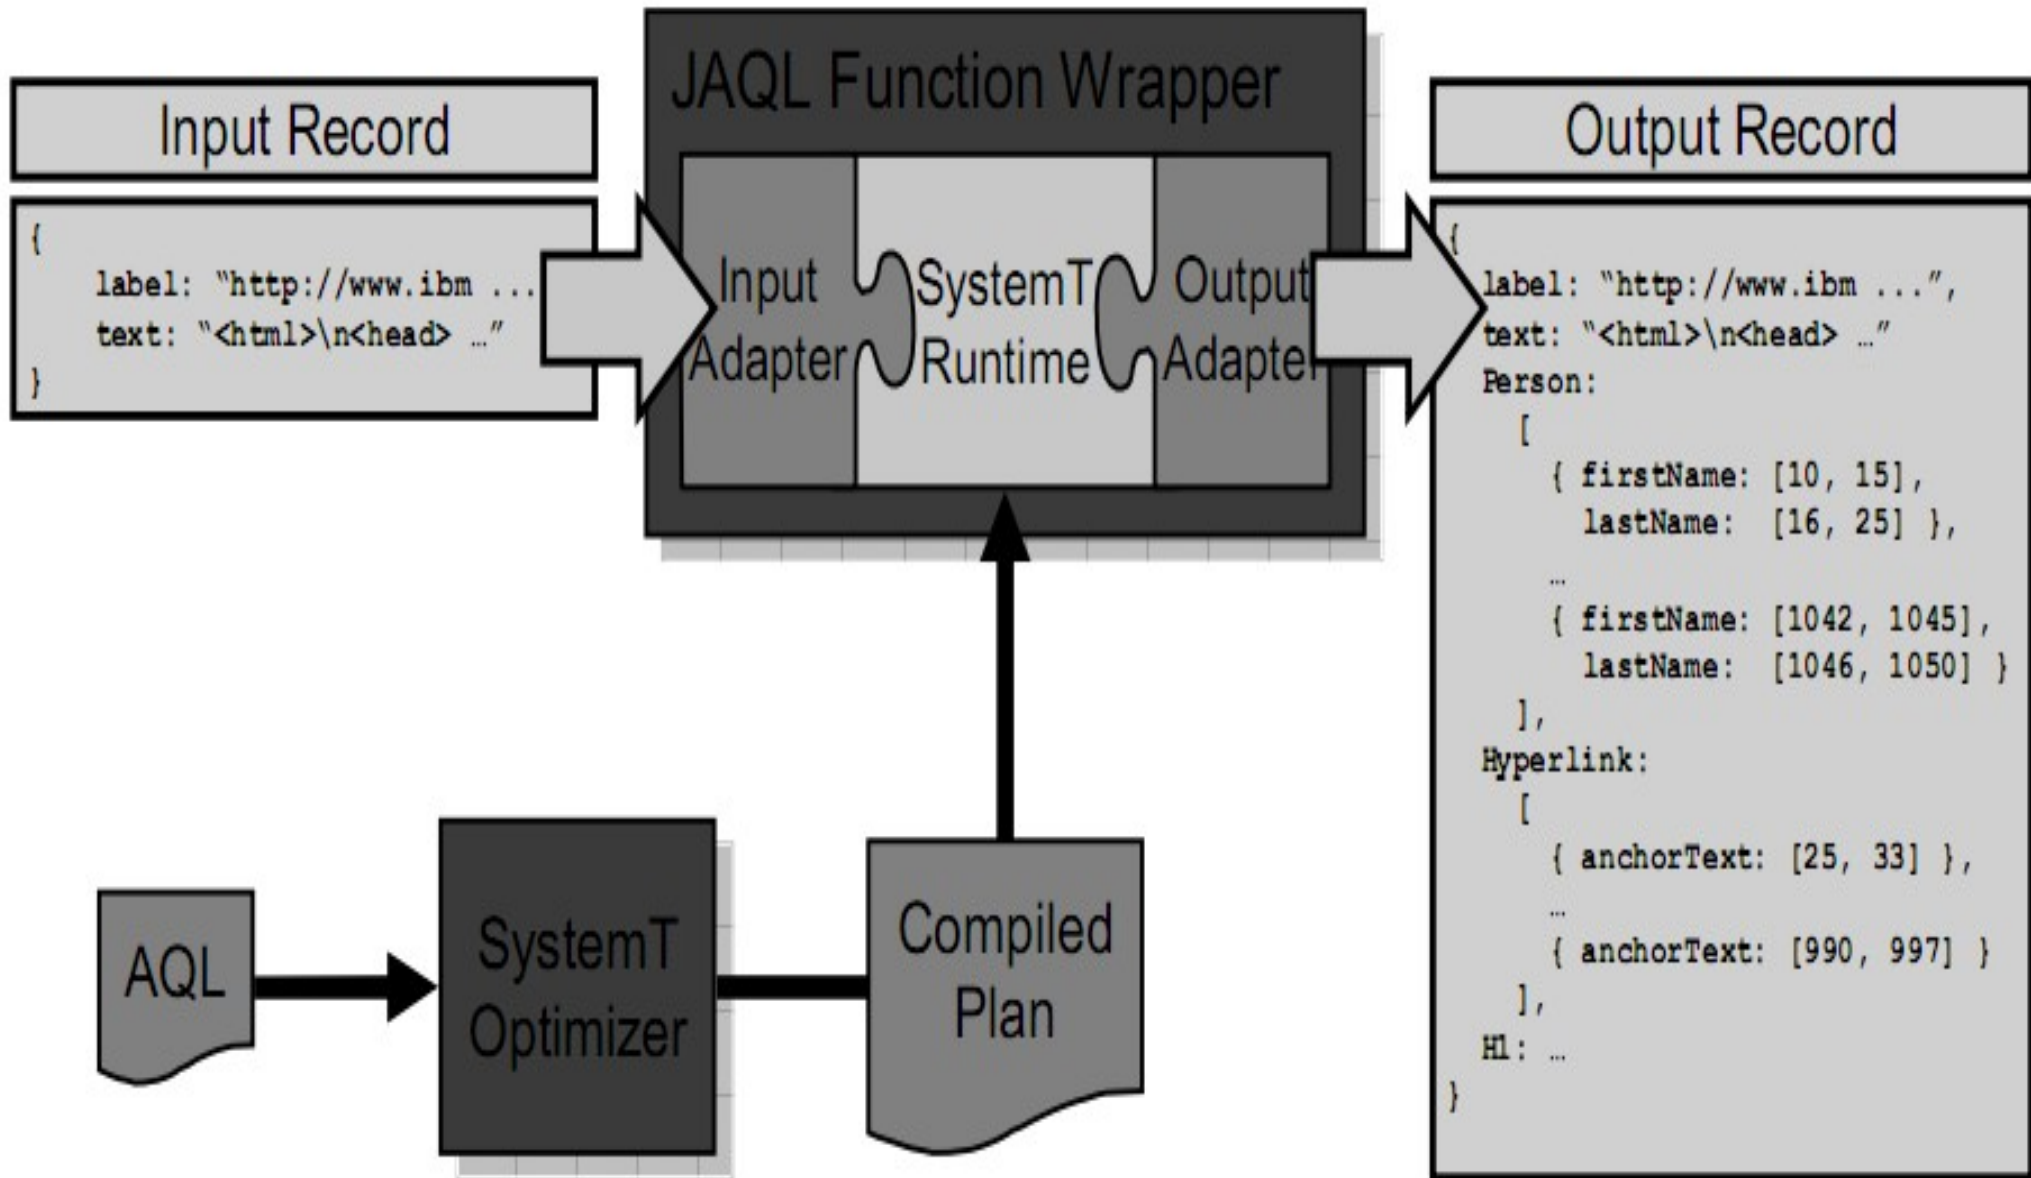 JAQL Function Wrapper
Input Record
{
label: “http://www.ibm ...
text: “<html>\n<head> …”
}
Input
Adapter
SystemT
Runtime
Output
Adapter
Output Record
{
label: “http://www.ibm ...”,
text: “<html>\n<head> …”
Person:
[
{ firstName: [10, 15],
lastName: [16, 25] },
…
{ firstName: [1042, 1045],
lastName: [1046, 1050] }
],
Hyperlink:
[
{ anchorText: [25, 33] },
…
{ anchorText: [990, 997] }
],
H1: …
}
AQL
SystemT
Optimizer
Compiled
Plan